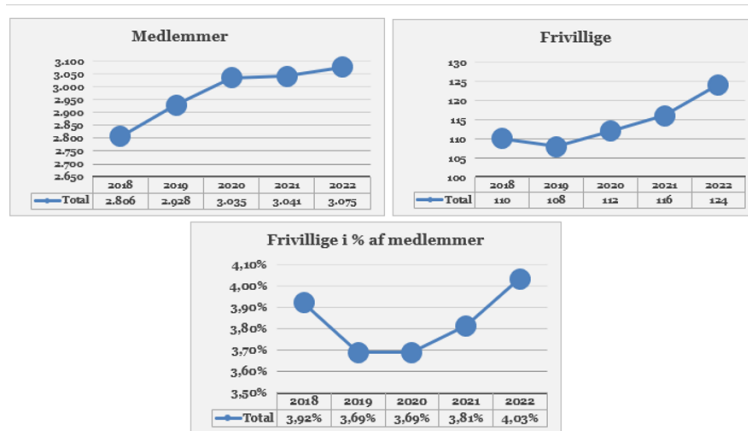 Medlemmer
3.100
3.050
3.000
2.950
2.900
2.850
2.800
2.750
2.700
2.650
2018 2019 2020 2021 2022
Total 2.806 2.928 3.035 3.041 3.075
Frivillige
130
125
120
115
110
105
100
2018 2019 2020 2021 2022
Total 110 108 112 116 124
Frivillige i % af medlemmer
4,10%
4,00%
3,90%
3,80%
3,70%
3,60%
3,50%
2018 2019 2020 2021 2022
Total 3,92% 3,69% 3,69% 3,81% 4,03%